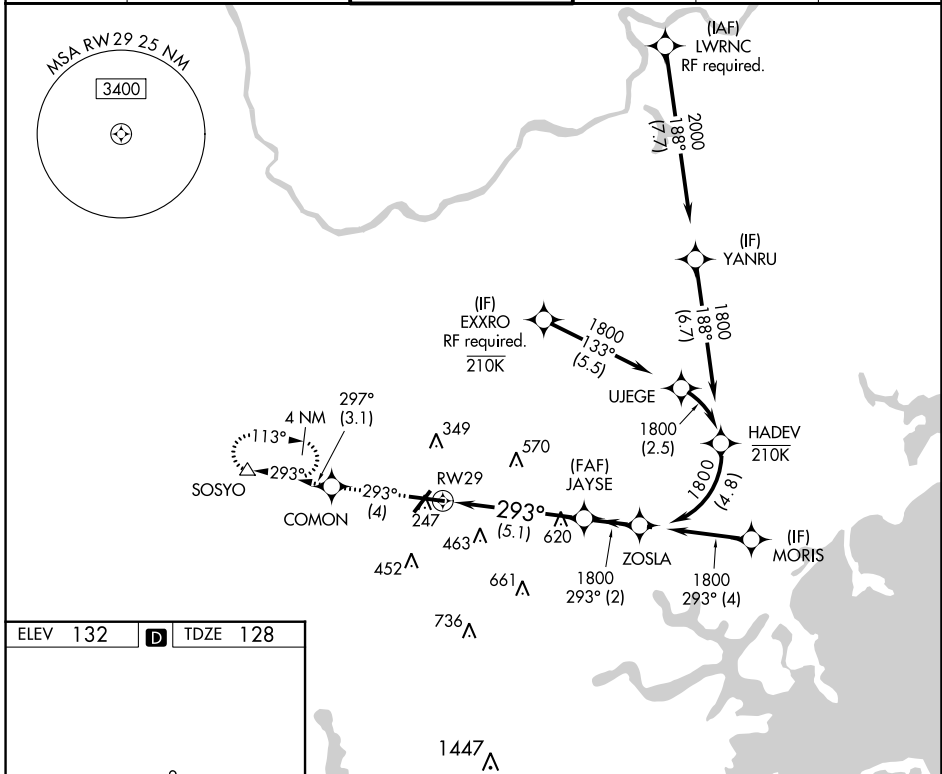 MSA RW29 25 NM
3400
(IAF)
LWRNC
RF required.
2000
188°
(7.7)
(IF)
YANRU
1800
188°
(6.7)
(IF)
EXXRO
RF required.
210K
1800
133°
(5.5)
UJEGE
1800
(2.5)
HADEV
210K
1800
(4.8)
297°
(3.1)
4 NM
113°
293°
SOSYO
COMON
293°
(4)
349
570
RW29
247
(FAF)
JAYSE
293°
(5.1)
620
463
452
661
736
ZOSLA
1800
293° (2)
(IF)
MORIS
1800
293° (4)
ELEV 132 D TDZE 128
1447